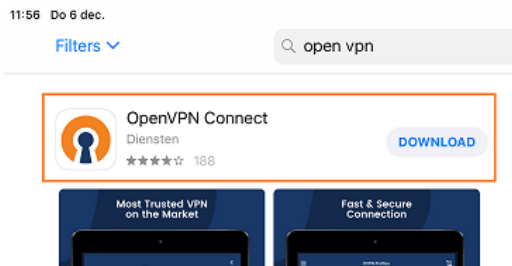 11:56 Do 6 dec.
Filters
open vpn
OpenVPN Connect
Diensten
DOWNLOAD
188
Most Trusted VPN
on the Market
Fast & Secure
Connection